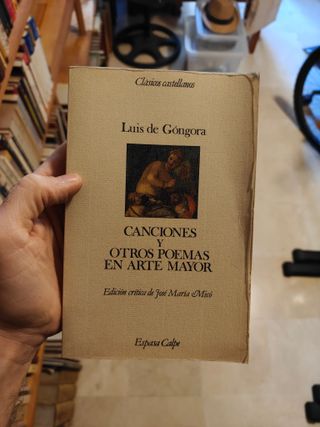 Clásicos castellanos
Luis de Góngora
CANCIONES
Y
OTROS POEMAS
EN ARTE MAYOR
Edición crítica de José María Micó
Espasa Calpe